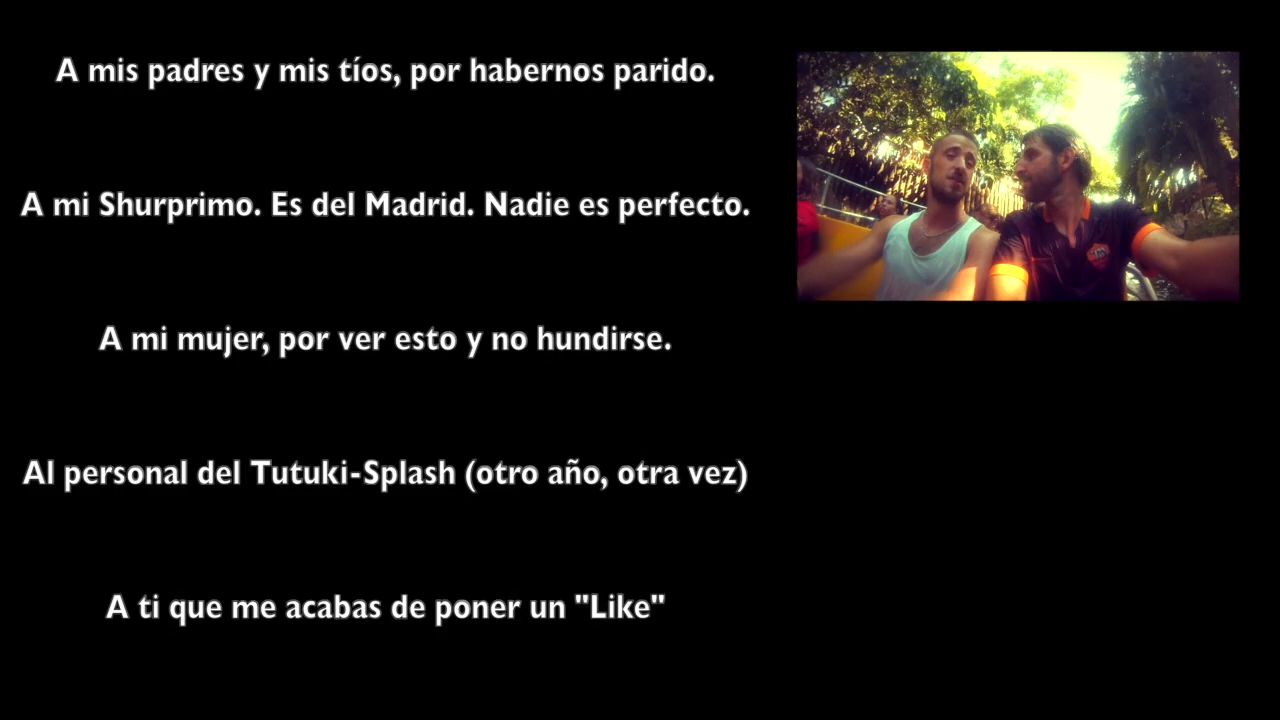 A mis padres y mis tíos, por habernos parido.
A mi Shurprimo. Es del Madrid. Nadie es perfecto.
A mi mujer, por ver esto y no hundirse.
Al personal del Tutuki-Splash (otro año, otra vez)
A ti que me acabas de poner un "Like"